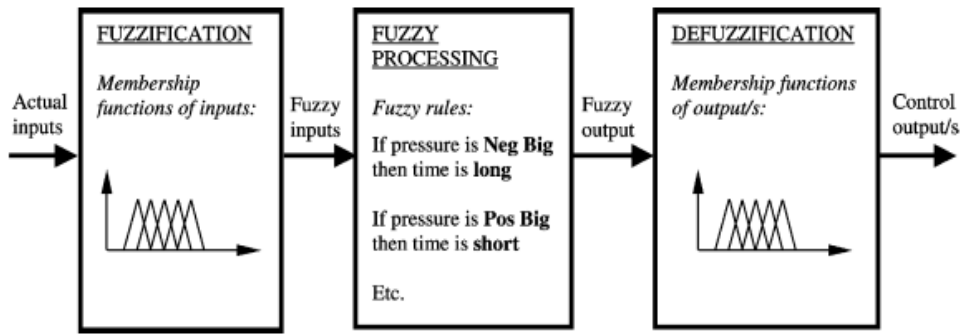 Actual
inputs
FUZZIFICATION
Membership
functions of inputs:
Fuzzy
inputs
FUZZY
PROCESSING
Fuzzy rules:
If pressure is Neg Big
then time is long
If pressure is Pos Big
then time is short
Etc.
Fuzzy
output
DEFUZZIFICATION
Membership functions
of output/s:
Control
output/s